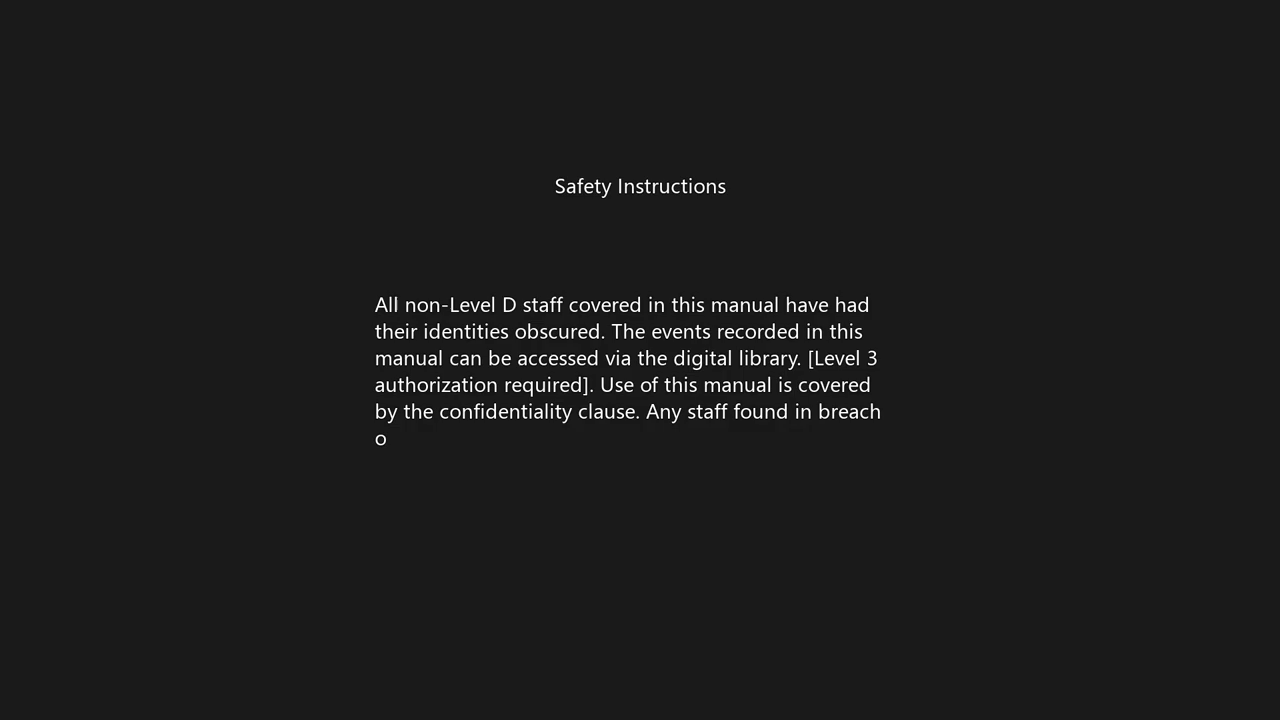 Safety Instructions
All non-Level D staff covered in this manual have had
their identities obscured. The events recorded in this
manual can be accessed via the digital library. [Level 3
authorization required]. Use of this manual is covered
by the confidentiality clause. Any staff found in breach
o